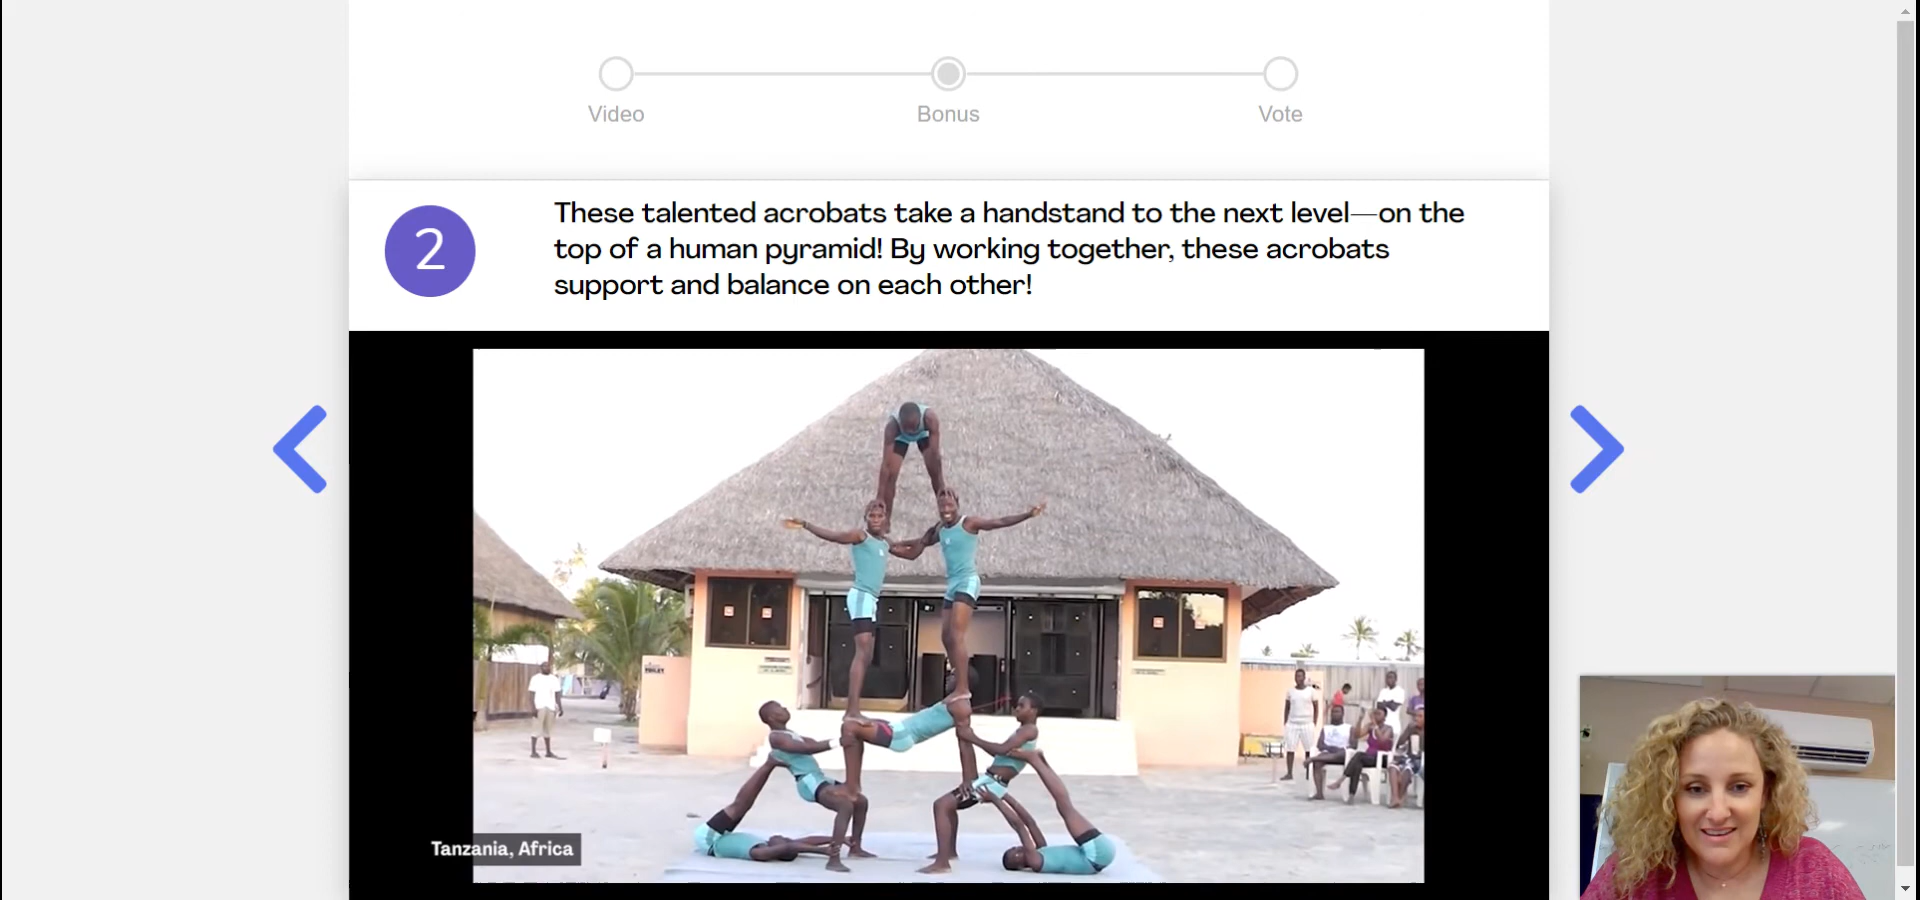 Video
Bonus
Vote
2
These talented acrobats take a handstand to the next level—on the
top of a human pyramid! By working together, these acrobats
support and balance on each other!
Tanzania, Africa